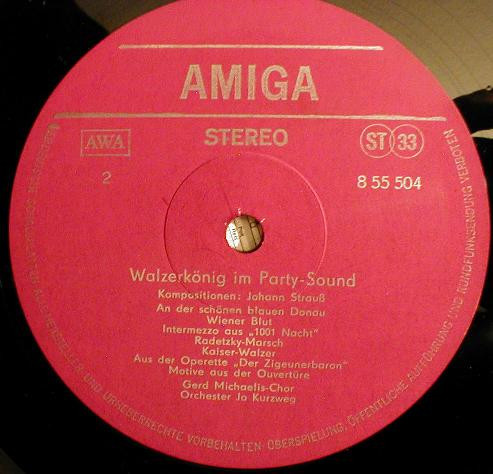 AMIGA
AWA
STEREO
ST 33
2
8 55 504
Walzerkönig im Party-Sound
Kompositionen: Johann Strauß
An der schönen blauen Donau
Wiener Blut
Intermezzo aus „1001 Nacht"
Radetzky-Marsch
Kaiser-Walzer
Aus der Operette „Der Zigeunerbaron"
Motive aus der Ouvertüre
Gerd Michaelis-Chor
Orchester Jo Kurzweg
HERSTELLER- UND URHEBERRECHTE VORBEHALTEN · ÜBERSPIELUNG, ÖFFENTLICHE AUFFÜHRUNG UND RUNDFUNKSENDUNG VERBOTEN